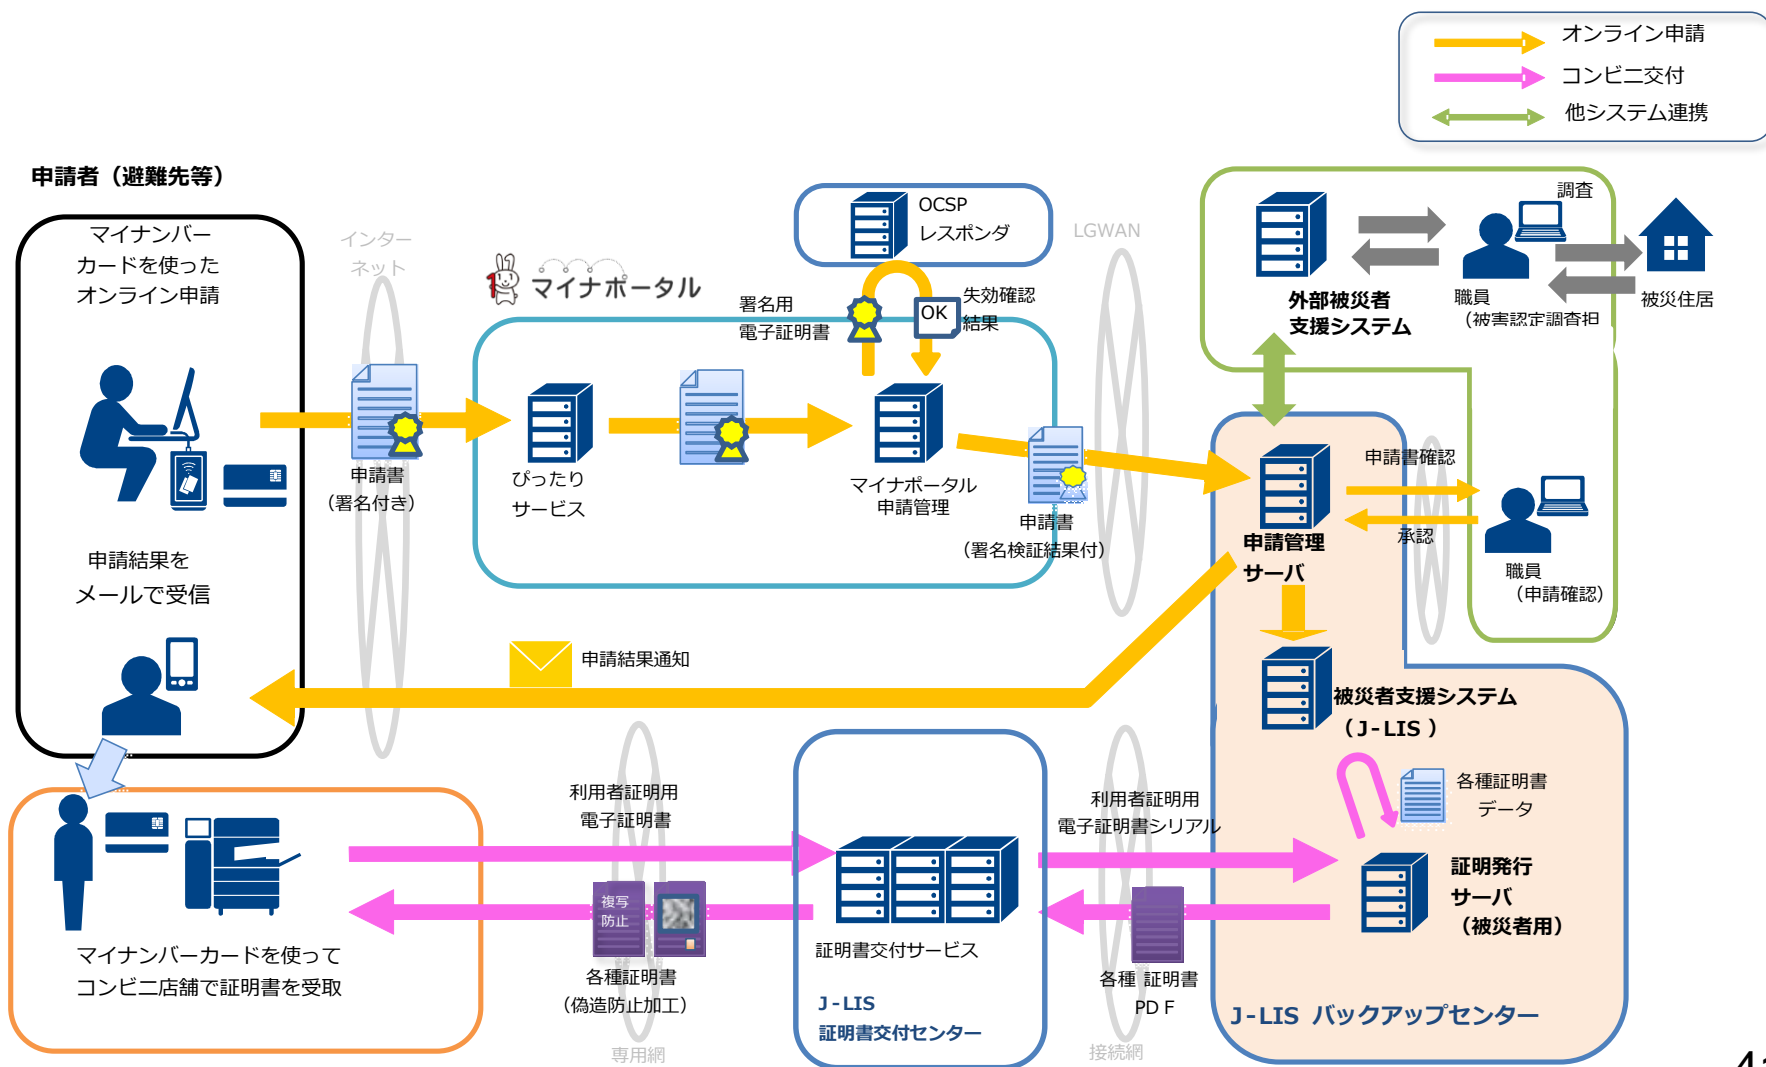 オンライン申請
コンビニ交付
他システム連携
申請者（避難先等）
マイナンバー
カードを使った
オンライン申請
申請結果を
メールで受信
インター
ネット
マイナポータル
OCSP
レスポンダ
署名用
電子証明書
OK
失効確認
結果
LGWAN
申請書
（署名付き）
ぴったり
サービス
マイナポータル
申請管理
申請書
（署名検証結果付）
外部被災者
支援システム
調査
職員
（被害認定調査担
被災住居
申請書確認
承認
職員
（申請確認）
申請管理
サーバ
申請結果通知
被災者支援システム
（J-LIS ）
各種証明書
データ
証明発行
サーバ
（被災者用）
J-LIS バックアップセンター
マイナンバーカードを使って
コンビニ店舗で証明書を受取
利用者証明用
電子証明書
複写
防止
各種証明書
（偽造防止加工）
専用網
証明書交付サービス
J-LIS
証明書交付センター
利用者証明用
電子証明書シリアル
各種 証明書
PDF
接続網